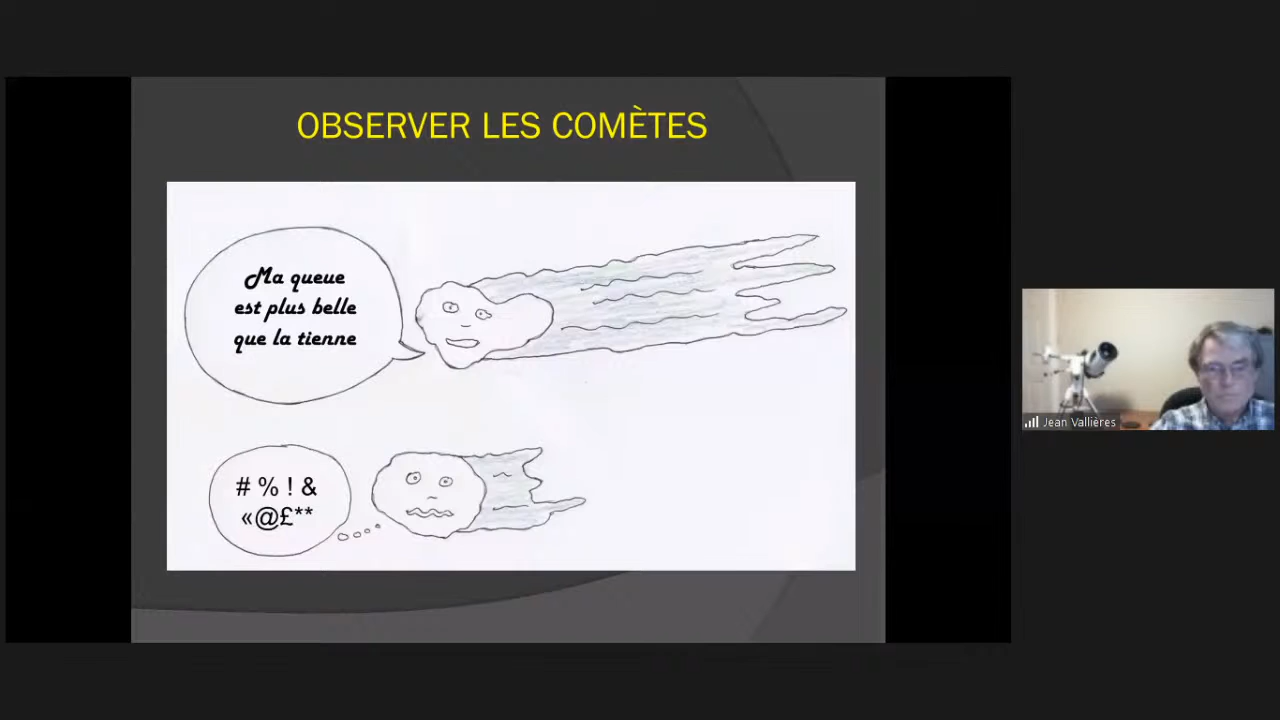 OBSERVER LES COMÈTES
Ma queue
est plus belle
que la tienne
# % ! &
«@£**
Jean Vallières